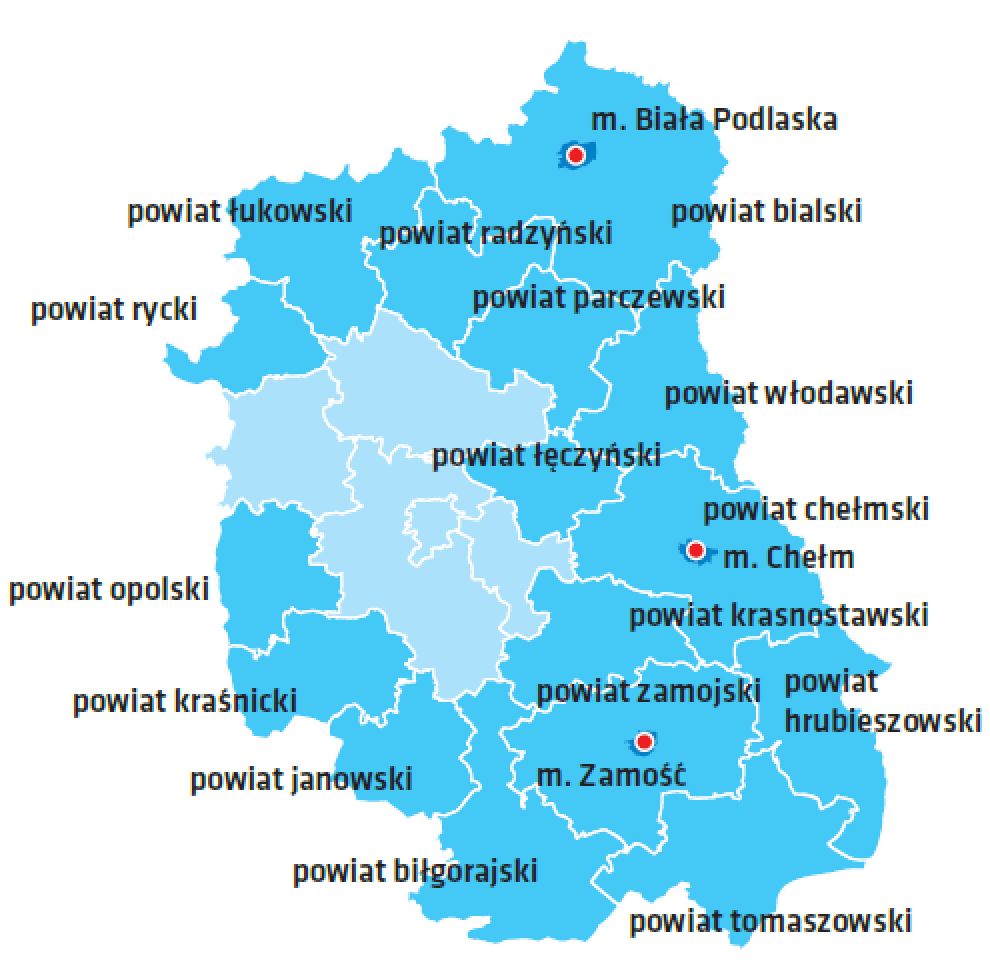 m. Biała Podlaska
powiat łukowski
powiat bialski
powiat radzyński
powiat parczewski
powiat rycki
powiat włodawski
powiat łęczyński
powiat chełmski
m. Chełm
powiat opolski
powiat krasnostawski
powiat zamojski
powiat
hrubieszowski
powiat kraśnicki
m. Zamość
powiat janowski
powiat biłgorajski
powiat tomaszowski